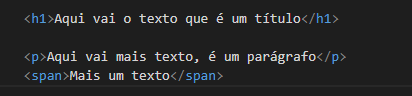 <h1>Aqui vai o texto que é um título</h1>
<p>Aqui vai mais texto, é um parágrafo</p>
<span>Mais um texto</span>